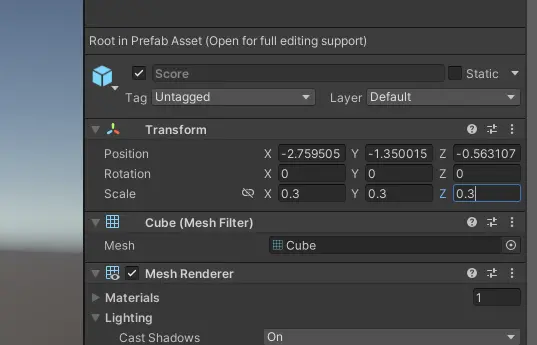 Root in Prefab Asset (Open for full editing support)
Score Static
Tag Untagged Layer Default
Transform
Position X -2.759505 Y -1.350015 Z -0.563107
Rotation X 0 Y 0 Z 0
Scale X 0.3 Y 0.3 Z 0.3
Cube (Mesh Filter)
Mesh Cube
Mesh Renderer
Materials 1
Lighting
Cast Shadows On